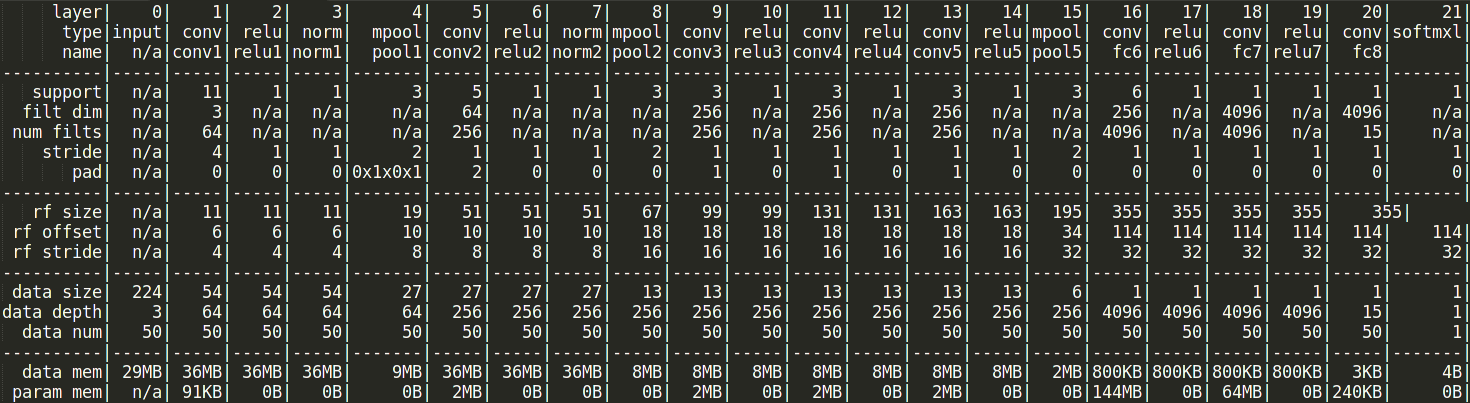 layer| 0| 1| 2| 3| 4| 5| 6| 7| 8| 9| 10| 11| 12| 13| 14| 15| 16| 17| 18| 19| 20| 21|
type|input| conv| relu| norm| mpool| conv| relu| norm|mpool| conv| relu| conv| relu| conv| relu|mpool| conv| relu| conv| relu| conv|softmxl|
name| n/a|conv1|relu1|norm1| pool1|conv2|relu2|norm2|pool2|conv3|relu3|conv4|relu4|conv5|relu5|pool5| fc6|relu6| fc7|relu7| fc8| |
-----------|-----|-----|-----|-----|-------|-----|-----|-----|-----|-----|-----|-----|-----|-----|-----|-----|-----|-----|-----|-----|-----|-------|
support| n/a| 11| 1| 1| 3| 5| 1| 1| 3| 3| 1| 3| 1| 3| 1| 3| 6| 1| 1| 1| 1| 1|
filt dim| n/a| 3| n/a| n/a| n/a| 64| n/a| n/a| n/a| 256| n/a| 256| n/a| 256| n/a| n/a| 256| n/a| 4096| n/a| 4096| n/a|
num filts| n/a| 64| n/a| n/a| n/a| 256| n/a| n/a| n/a| 256| n/a| 256| n/a| 256| n/a| n/a| 4096| n/a| 4096| n/a| 15| n/a|
stride| n/a| 4| 1| 1| 2| 1| 1| 1| 2| 1| 1| 1| 1| 1| 1| 2| 1| 1| 1| 1| 1| 1|
pad| n/a| 0| 0| 0|0x1x0x1| 2| 0| 0| 0| 1| 0| 1| 0| 1| 0| 0| 0| 0| 0| 0| 0| 0|
-----------|-----|-----|-----|-----|-------|-----|-----|-----|-----|-----|-----|-----|-----|-----|-----|-----|-----|-----|-----|-----|-----|-------|
rf size| n/a| 11| 11| 11| 19| 51| 51| 51| 67| 99| 99| 131| 131| 163| 163| 195| 355| 355| 355| 355| 355|
rf offset| n/a| 6| 6| 6| 10| 10| 10| 10| 18| 18| 18| 18| 18| 18| 18| 34| 114| 114| 114| 114| 114| 114|
rf stride| n/a| 4| 4| 4| 8| 8| 8| 8| 16| 16| 16| 16| 16| 16| 16| 32| 32| 32| 32| 32| 32| 32|
-----------|-----|-----|-----|-----|-------|-----|-----|-----|-----|-----|-----|-----|-----|-----|-----|-----|-----|-----|-----|-----|-----|-------|
data size| 224| 54| 54| 54| 27| 27| 27| 27| 13| 13| 13| 13| 13| 13| 13| 6| 1| 1| 1| 1| 1| 1|
data depth| 3| 64| 64| 64| 64| 256| 256| 256| 256| 256| 256| 256| 256| 256| 256| 256| 4096| 4096| 4096| 4096| 15| 1|
data num| 50| 50| 50| 50| 50| 50| 50| 50| 50| 50| 50| 50| 50| 50| 50| 50| 50| 50| 50| 50| 50| 1|
-----------|-----|-----|-----|-----|-------|-----|-----|-----|-----|-----|-----|-----|-----|-----|-----|-----|-----|-----|-----|-----|-----|-------|
data mem| 29MB| 36MB| 36MB| 36MB| 9MB| 36MB| 36MB| 36MB| 8MB| 8MB| 8MB| 8MB| 8MB| 8MB| 8MB| 2MB|800KB|800KB|800KB|800KB| 3KB| 4B|
param mem| n/a| 91KB| 0B| 0B| 0B| 2MB| 0B| 0B| 0B| 2MB| 0B| 2MB| 0B| 2MB| 0B| 0B|144MB| 0B| 64MB| 0B|240KB| 0B|